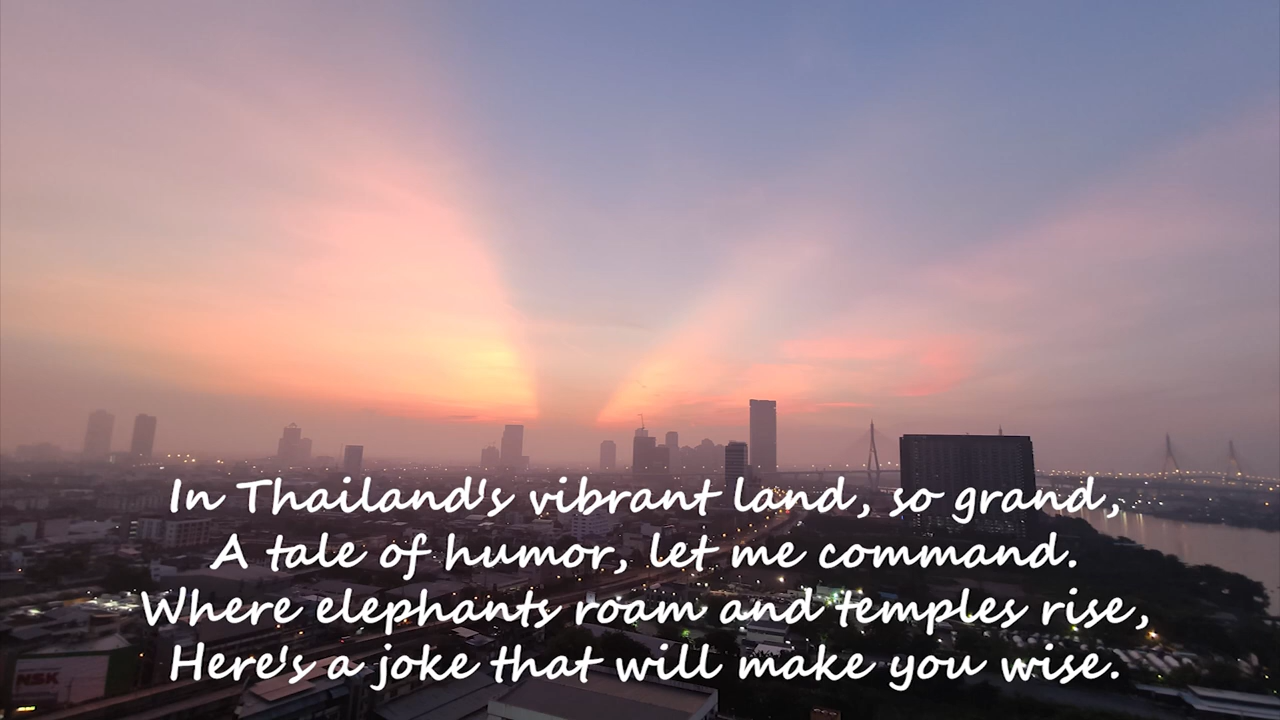 In Thailand's vibrant land, so grand,
A tale of humor, let me command.
Where elephants roam and temples rise,
Here's a joke that will make you wise.
NSK